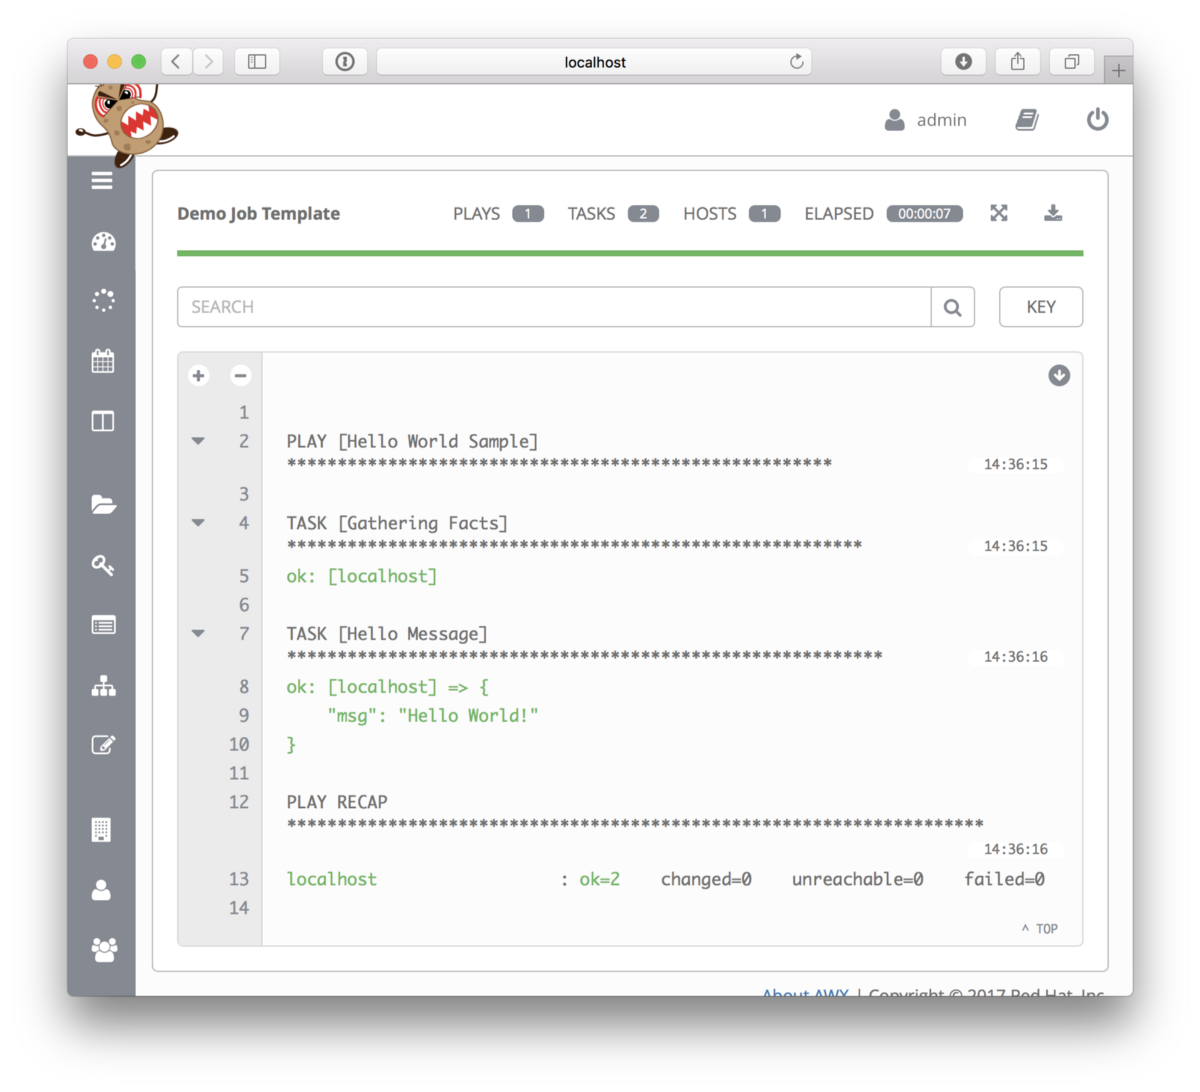 localhost
admin
Demo Job Template PLAYS 1 TASKS 2 HOSTS 1 ELAPSED 00:00:07
SEARCH KEY
1
2 PLAY [Hello World Sample]
****************************************************** 14:36:15
3
4 TASK [Gathering Facts]
********************************************************* 14:36:15
5 ok: [localhost]
6
7 TASK [Hello Message]
*********************************************************** 14:36:16
8 ok: [localhost] => {
9 "msg": "Hello World!"
10 }
11
12 PLAY RECAP
*********************************************************************
14:36:16
13 localhost : ok=2 changed=0 unreachable=0 failed=0
14
^ TOP
About AWX | Copyright © 2017 Red Hat, Inc.